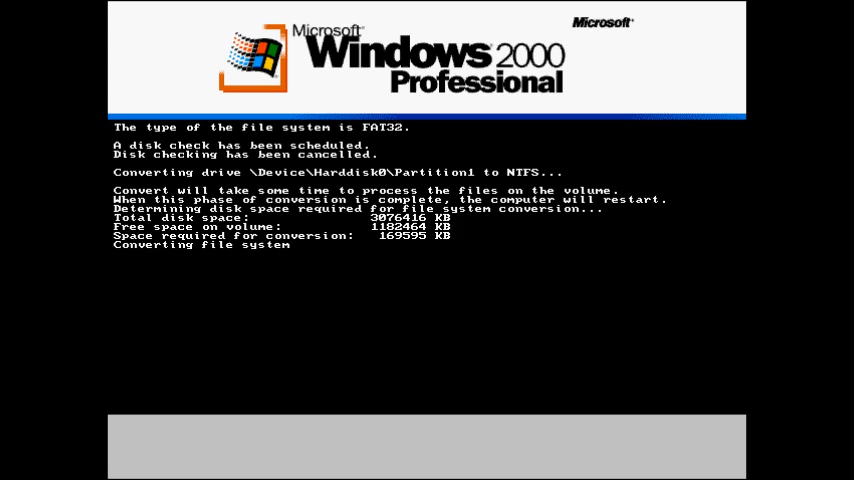 Microsoft
Microsoft
Windows 2000
Professional
The type of the file system is FAT32.
A disk check has been scheduled.
Disk checking has been cancelled.
Converting drive \Device\Harddisk0\Partition1 to NTFS...
Convert will take some time to process the files on the volume.
When this phase of conversion is complete, the computer will restart.
Determining disk space required for file system conversion...
Total disk space: 3076416 KB
Free space on volume: 1182464 KB
Space required for conversion: 169595 KB
Converting file system